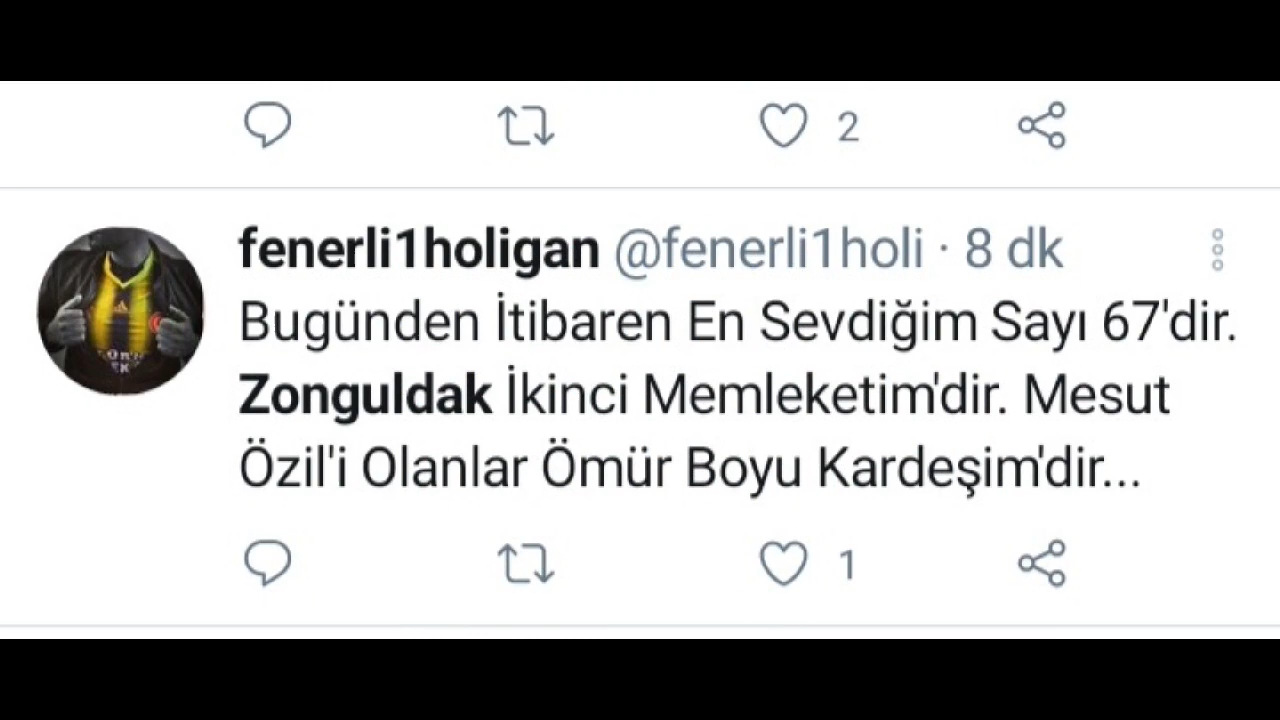 2
fenerli1holigan @fenerli1holi · 8 dk
Bugünden İtibaren En Sevdiğim Sayı 67'dir.
Zonguldak İkinci Memleketim'dir. Mesut
Özil'i Olanlar Ömür Boyu Kardeşim'dir...
1